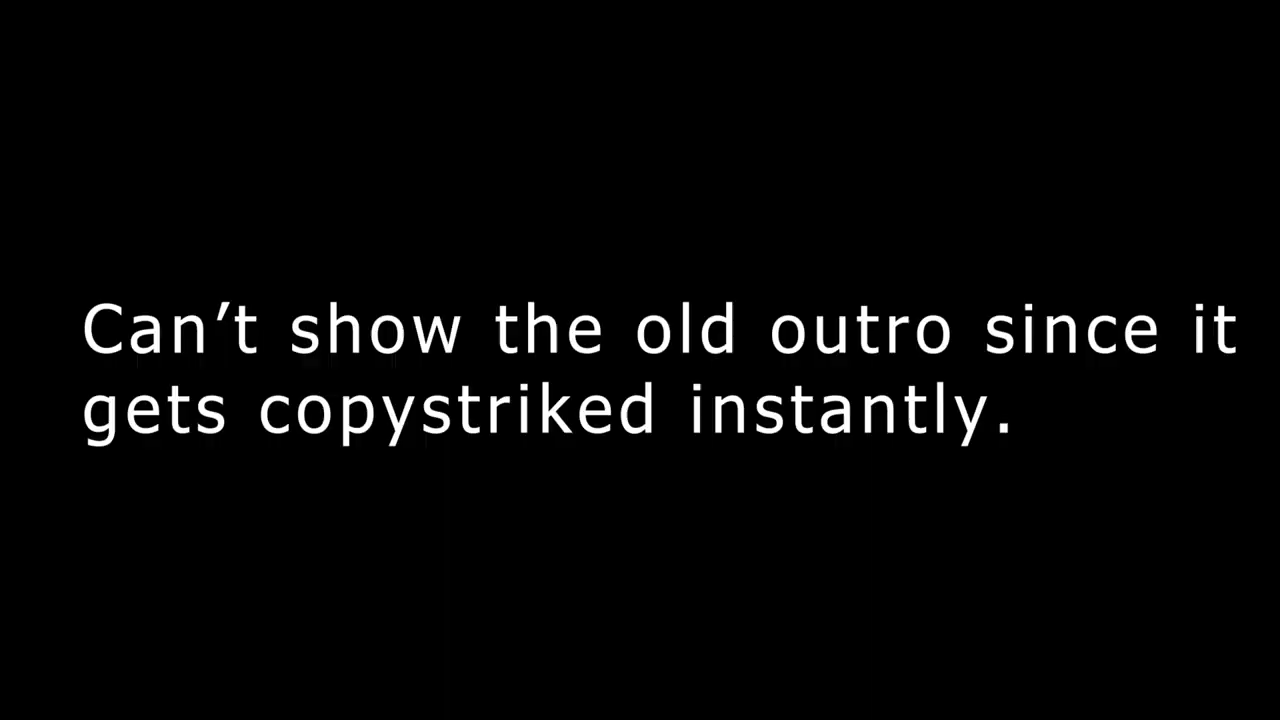 Can’t show the old outro since it
gets copystriked instantly.